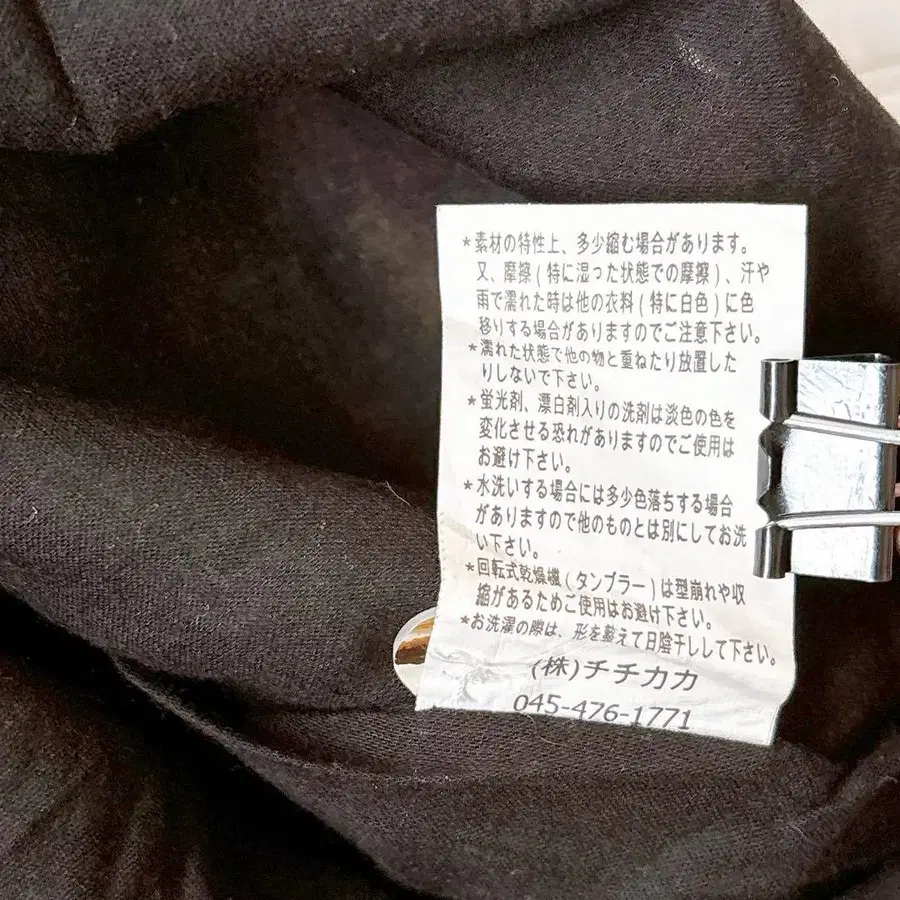 *素材の特性上、多少縮む場合があります。
又、摩擦(特に湿った状態での摩擦)、汗や
雨で濡れた時は他の衣料(特に白色)に色
移りする場合がありますのでご注意下さい。
*濡れた状態で他の物と重ねたり放置した
りしないで下さい。
*蛍光剤、漂白剤入りの洗剤は淡色の色を
変化させる恐れがありますのでご使用は
お避け下さい。
*水洗いする場合には多少色落ちする場合
がありますので他のものとは別にしてお洗
い下さい。
*回転式乾燥機(タンブラー)は型崩れや収
縮があるためご使用はお避け下さい。
*お洗濯の際は、形を整えて日陰干しして下さい。
(株)チチカカ
045-476-1771